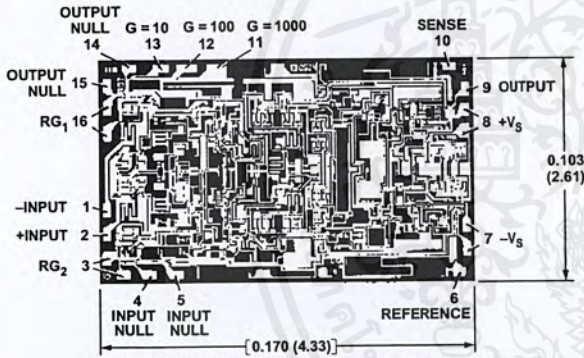 OUTPUT
NULL
14
G = 10
13
G = 100
12
G = 1000
11
SENSE
10
OUTPUT
NULL
15
RG1 16
9 OUTPUT
8 +VS
0.103
(2.61)
–INPUT 1
+INPUT 2
RG2 3
7 –VS
4
INPUT
NULL
5
INPUT
NULL
6
REFERENCE
[0.170 (4.33)]